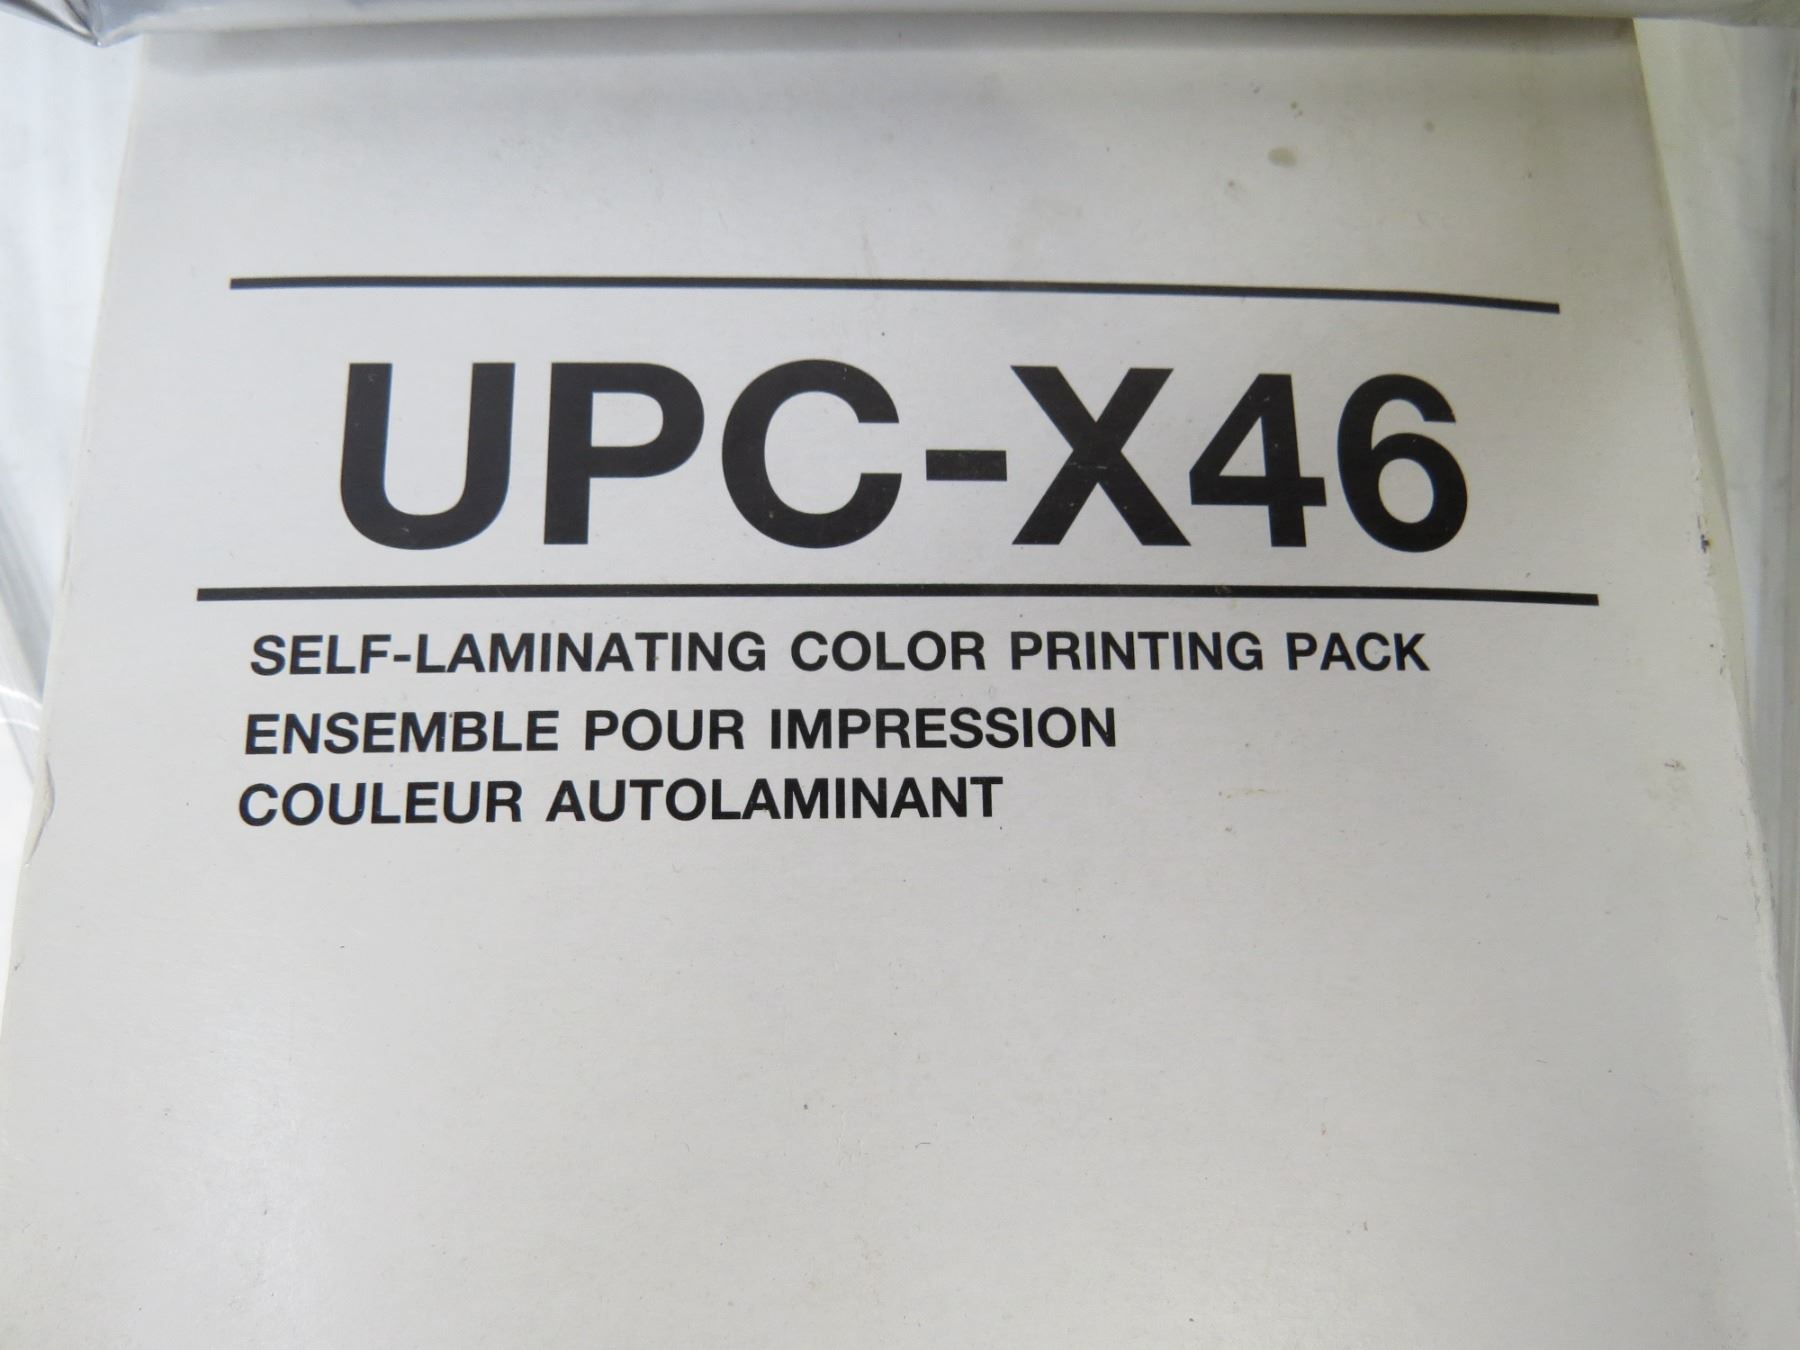 UPC-X46
SELF-LAMINATING COLOR PRINTING PACK
ENSEMBLE POUR IMPRESSION
COULEUR AUTOLAMINANT